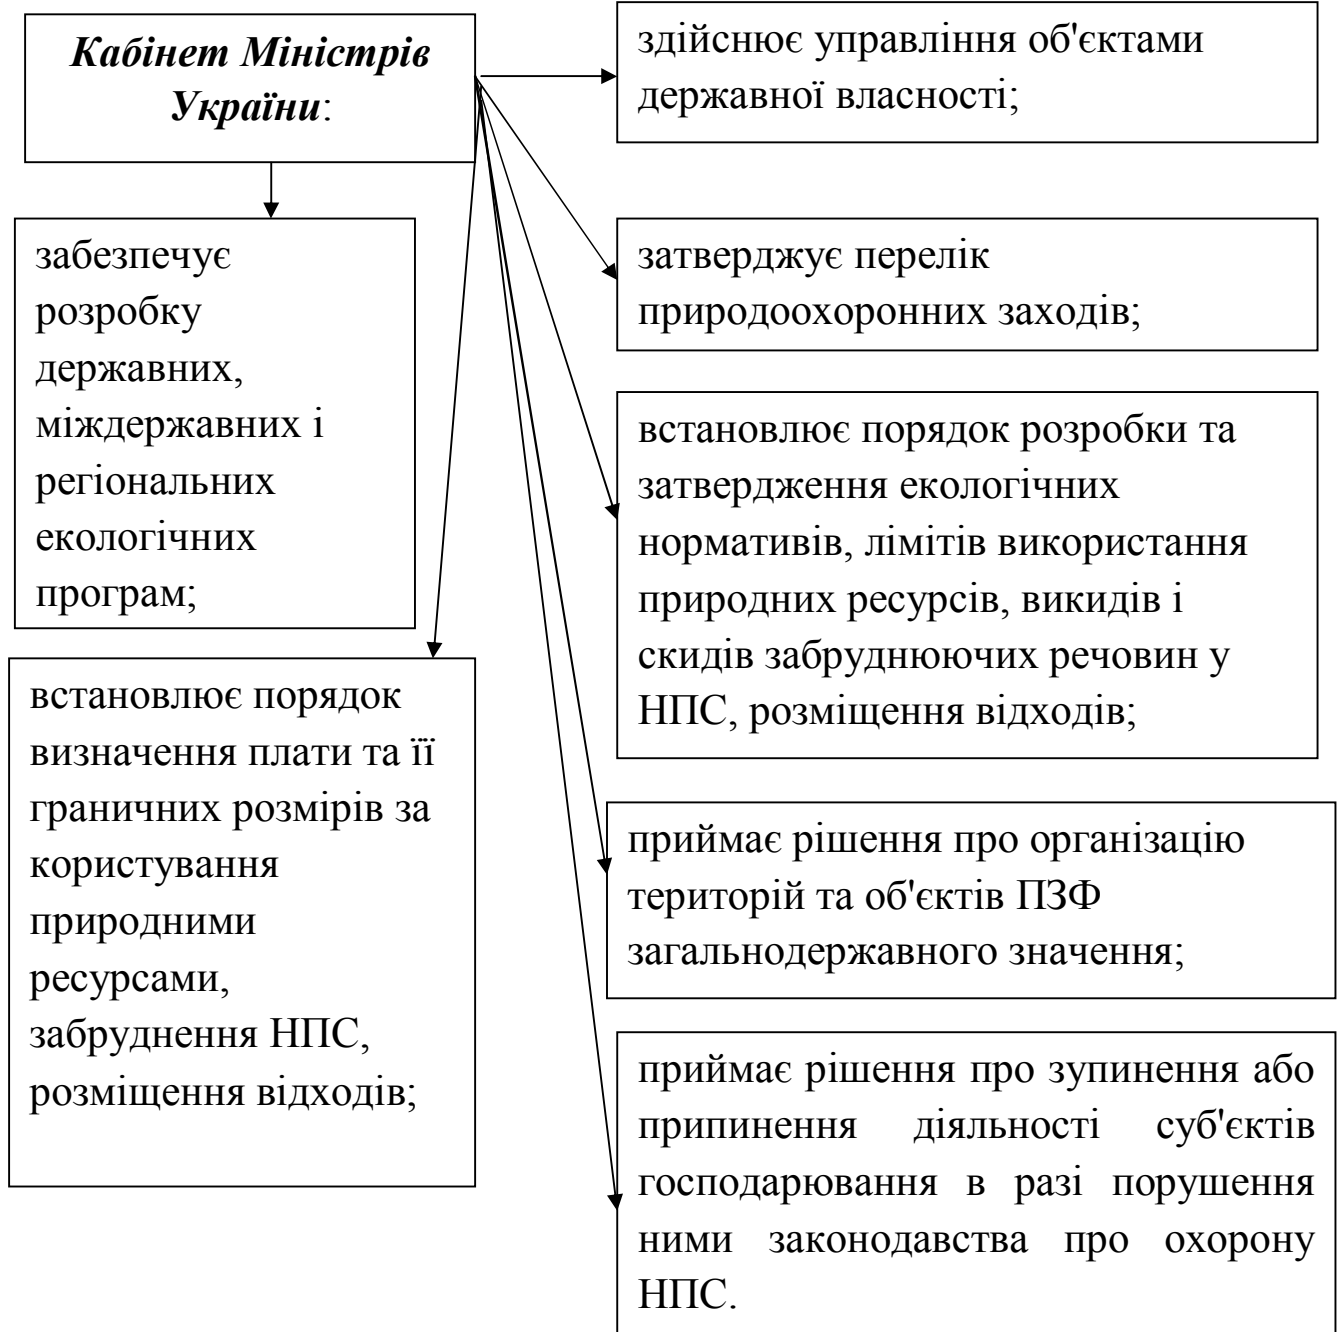 Кабінет Міністрів
України:
здійснює управління об'єктами
державної власності;
забезпечує
розробку
державних,
міждержавних і
регіональних
екологічних
програм;
затверджує перелік
природоохоронних заходів;
встановлює порядок розробки та
затвердження екологічних
нормативів, лімітів використання
природних ресурсів, викидів і
скидів забруднюючих речовин у
НПС, розміщення відходів;
встановлює порядок
визначення плати та її
граничних розмірів за
користування
природними
ресурсами,
забруднення НПС,
розміщення відходів;
приймає рішення про організацію
територій та об'єктів ПЗФ
загальнодержавного значення;
приймає рішення про зупинення або
припинення діяльності суб'єктів
господарювання в разі порушення
ними законодавства про охорону
НПС.